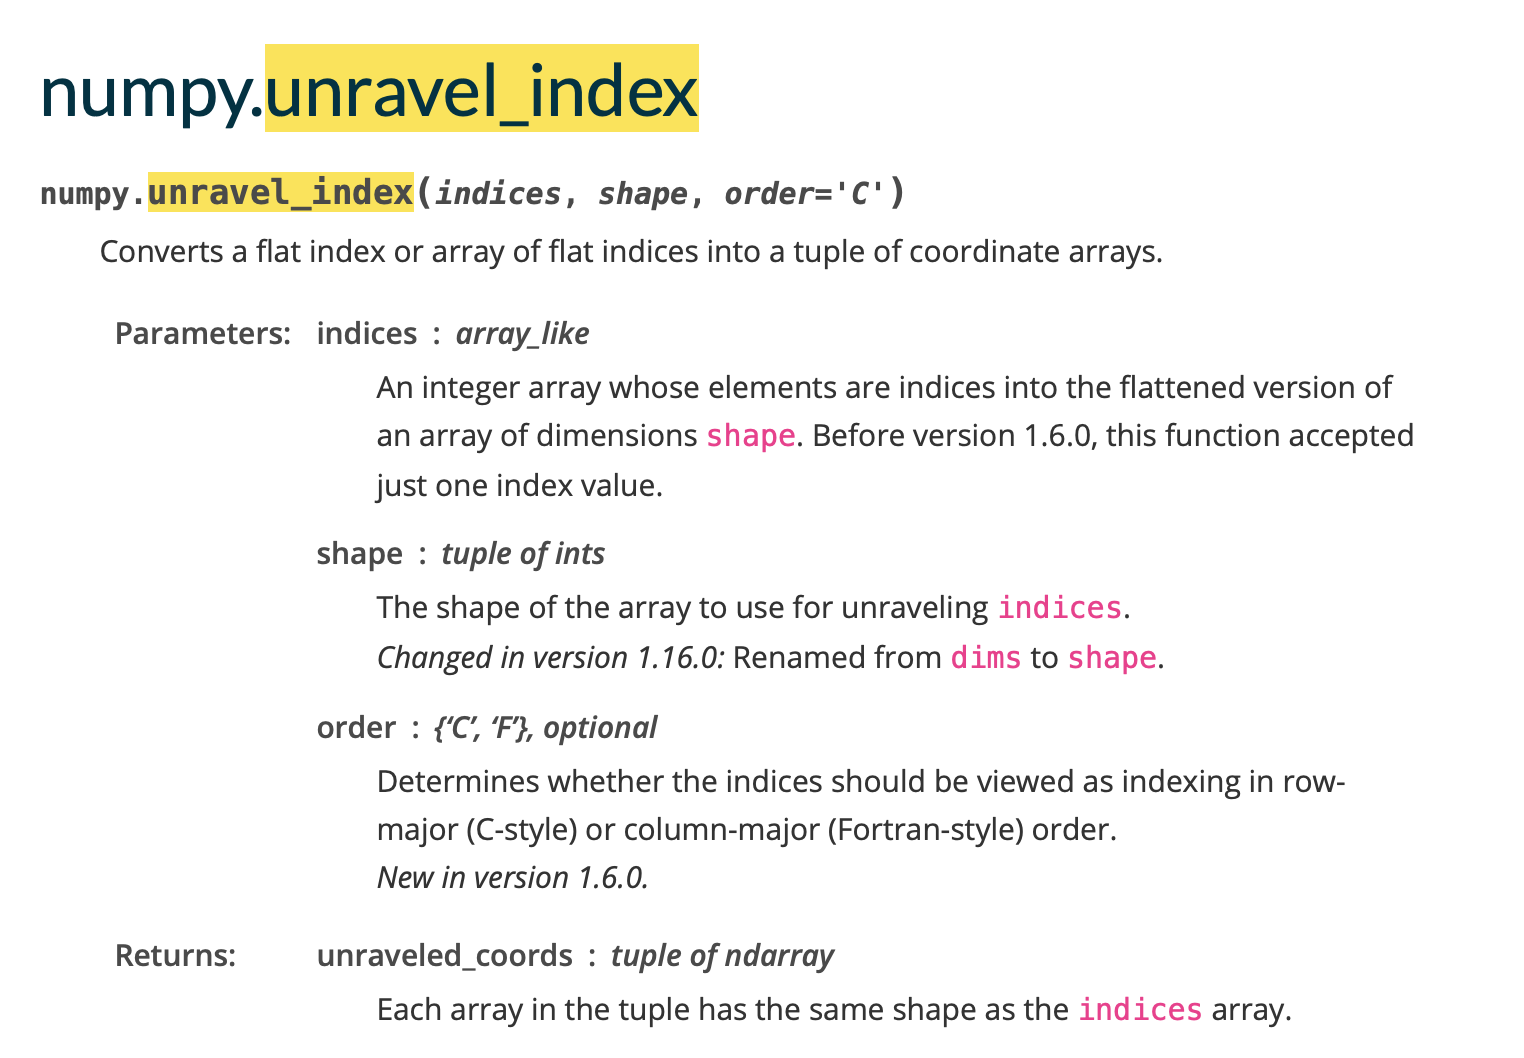 numpy.unravel_index
numpy.unravel_index(indices, shape, order='C')
Converts a flat index or array of flat indices into a tuple of coordinate arrays.
Parameters: indices : array_like
An integer array whose elements are indices into the flattened version of
an array of dimensions shape. Before version 1.6.0, this function accepted
just one index value.
shape : tuple of ints
The shape of the array to use for unraveling indices.
Changed in version 1.16.0: Renamed from dims to shape.
order : {‘C’, ‘F’}, optional
Determines whether the indices should be viewed as indexing in row-
major (C-style) or column-major (Fortran-style) order.
New in version 1.6.0.
Returns: unraveled_coords : tuple of ndarray
Each array in the tuple has the same shape as the indices array.